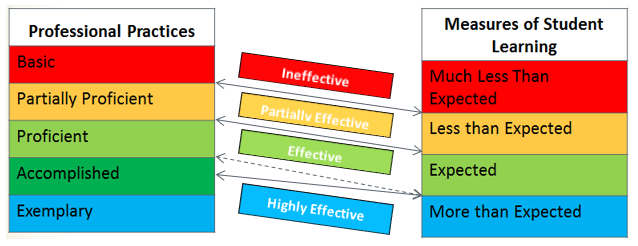 Professional Practices
Basic
Partially Proficient
Proficient
Accomplished
Exemplary
Ineffective
Partially Effective
Effective
Highly Effective
Measures of Student
Learning
Much Less Than
Expected
Less than Expected
Expected
More than Expected